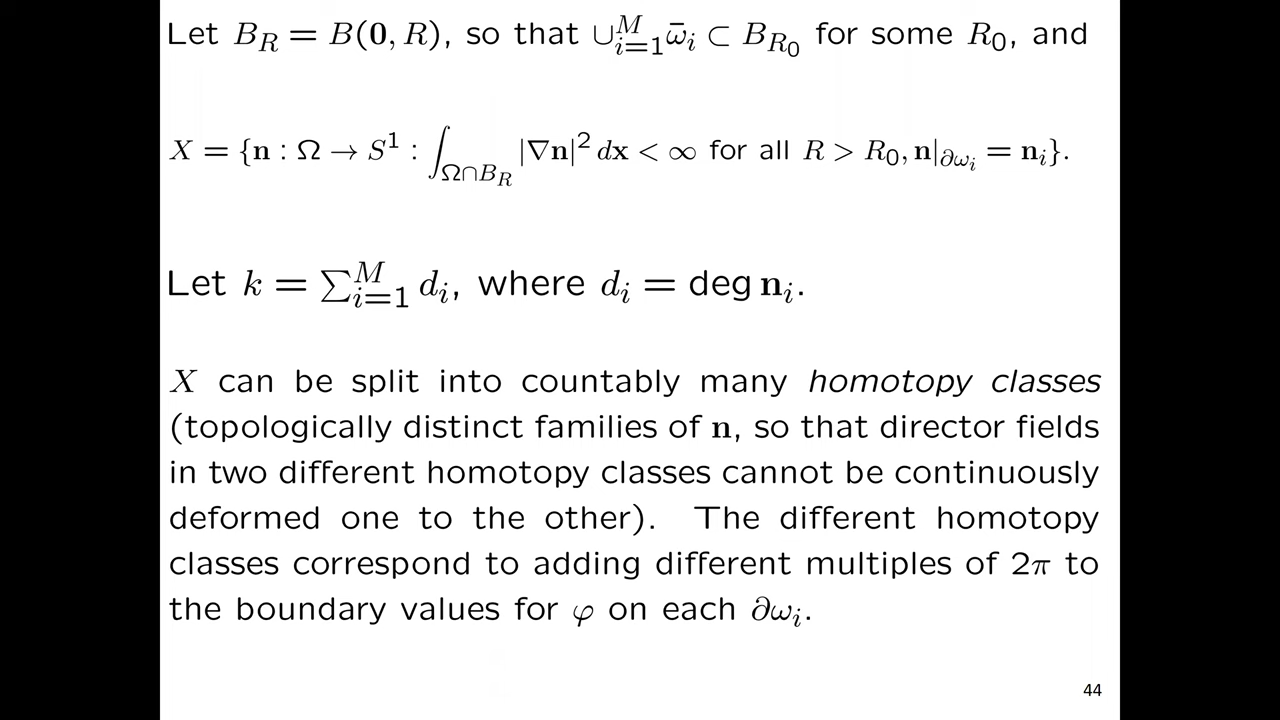 Let $B_R = B(\mathbf{0}, R)$, so that $\cup_{i=1}^{M} \bar{\omega}_i \subset B_{R_0}$ for some $R_0$, and
$X = \{\mathbf{n} : \Omega \to S^1 : \int_{\Omega \cap B_R} |\nabla \mathbf{n}|^2 \, d\mathbf{x} < \infty$ for all $R > R_0, \mathbf{n}|_{\partial \omega_i} = \mathbf{n}_i\}$.
Let $k = \sum_{i=1}^{M} d_i$, where $d_i = \deg \mathbf{n}_i$.
$X$ can be split into countably many homotopy classes
(topologically distinct families of $\mathbf{n}$, so that director fields
in two different homotopy classes cannot be continuously
deformed one to the other). The different homotopy
classes correspond to adding different multiples of $2\pi$ to
the boundary values for $\varphi$ on each $\partial \omega_i$.
44